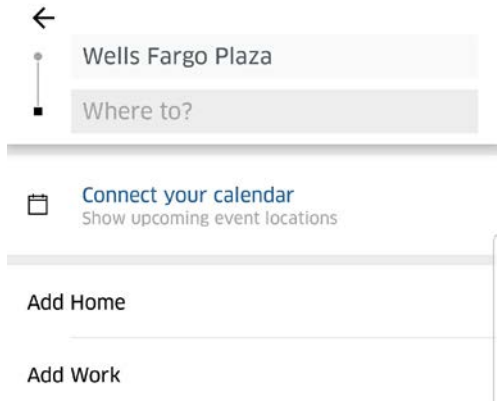 Wells Fargo Plaza
Where to?
Connect your calendar
Show upcoming event locations
Add Home
Add Work